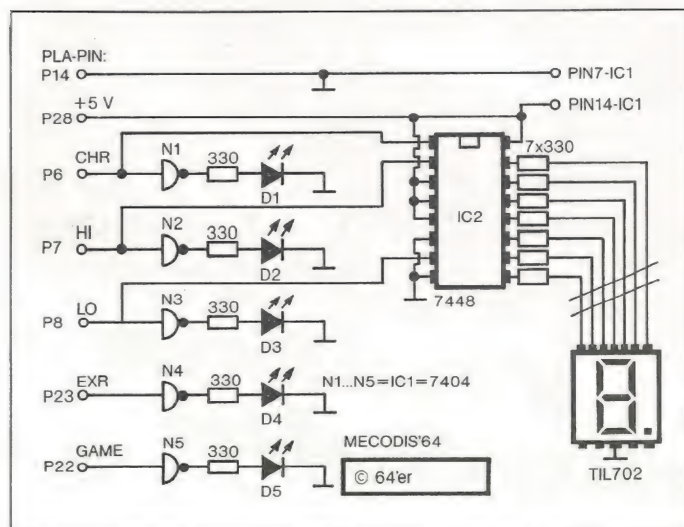 PLA-PIN:
P14
PIN7-IC1
+5 V
P28
PIN14-IC1
CHR
N1
330
7x330
P6
D1
HI
N2
330
IC2
P7
D2
7448
LO
N3
330
P8
D3
EXR
N4
330
N1...N5=IC1=7404
P23
D4
GAME
N5
330
MECODIS'64
P22
D5
© 64'er
TIL702